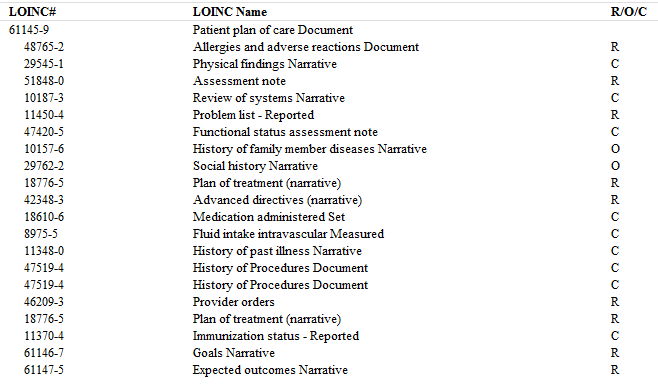 LOINC# LOINC Name R/O/C
61145-9 Patient plan of care Document
48765-2 Allergies and adverse reactions Document R
29545-1 Physical findings Narrative C
51848-0 Assessment note R
10187-3 Review of systems Narrative C
11450-4 Problem list - Reported R
47420-5 Functional status assessment note C
10157-6 History of family member diseases Narrative O
29762-2 Social history Narrative O
18776-5 Plan of treatment (narrative) R
42348-3 Advanced directives (narrative) R
18610-6 Medication administered Set C
8975-5 Fluid intake intravascular Measured C
11348-0 History of past illness Narrative C
47519-4 History of Procedures Document C
47519-4 History of Procedures Document C
46209-3 Provider orders R
18776-5 Plan of treatment (narrative) R
11370-4 Immunization status - Reported C
61146-7 Goals Narrative R
61147-5 Expected outcomes Narrative R